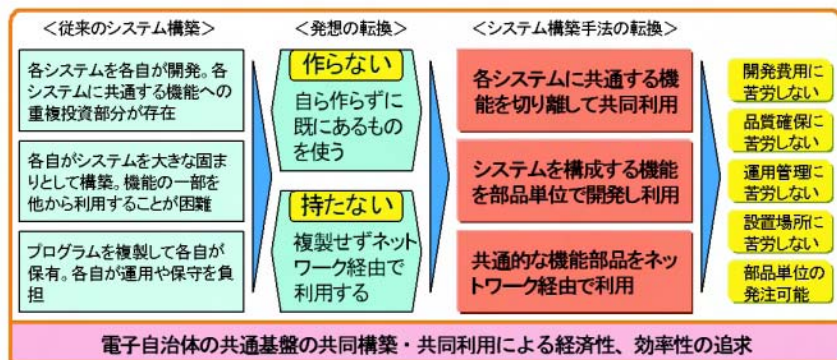 ＜従来のシステム構築＞
＜発想の転換＞
＜システム構築手法の転換＞
各システムを各自が開発。各
システムに共通する機能への
重複投資部分が存在
各自がシステムを大きな固ま
りとして構築。機能の一部を
他から利用することが困難
プログラムを複製して各自が
保有。各自が運用や保守を負
担
作らない
自ら作らずに
既にあるもの
を使う
持たない
複製せずネット
ワーク経由で
利用する
各システムに共通する機
能を切り離して共同利用
システムを構成する機能
を部品単位で開発し利用
共通的な機能部品をネッ
トワーク経由で利用
開発費用に
苦労しない
品質確保に
苦労しない
運用管理に
苦労しない
設置場所に
苦労しない
部品単位の
発注可能
電子自治体の共通基盤の共同構築・共同利用による経済性、効率性の追求